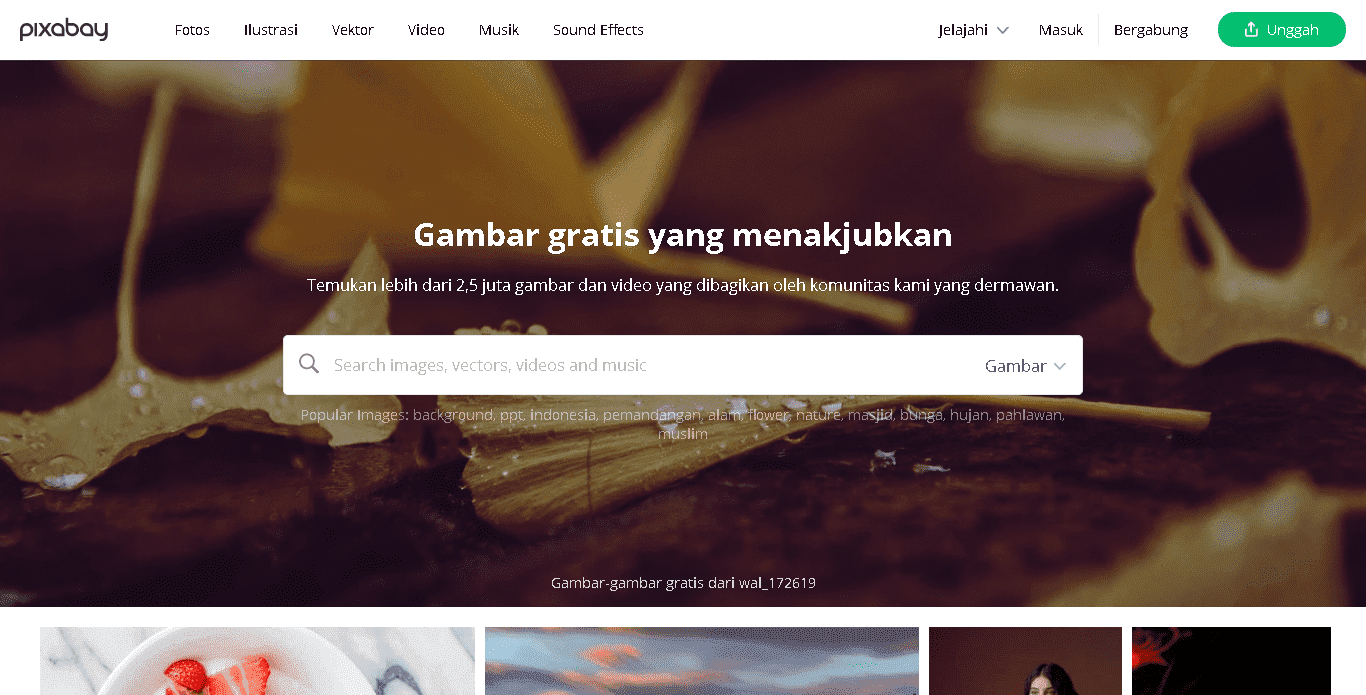 pixabay Fotos Ilustrasi Vektor Video Musik Sound Effects Jelajahi Masuk Bergabung Unggah
Gambar gratis yang menakjubkan
Temukan lebih dari 2,5 juta gambar dan video yang dibagikan oleh komunitas kami yang dermawan.
Search images, vectors, videos and music Gambar
Popular Images: background, ppt, indonesia, pemandangan, alam, flower, nature, masjid, bunga, hujan, pahlawan,
muslim
Gambar-gambar gratis dari wal_172619